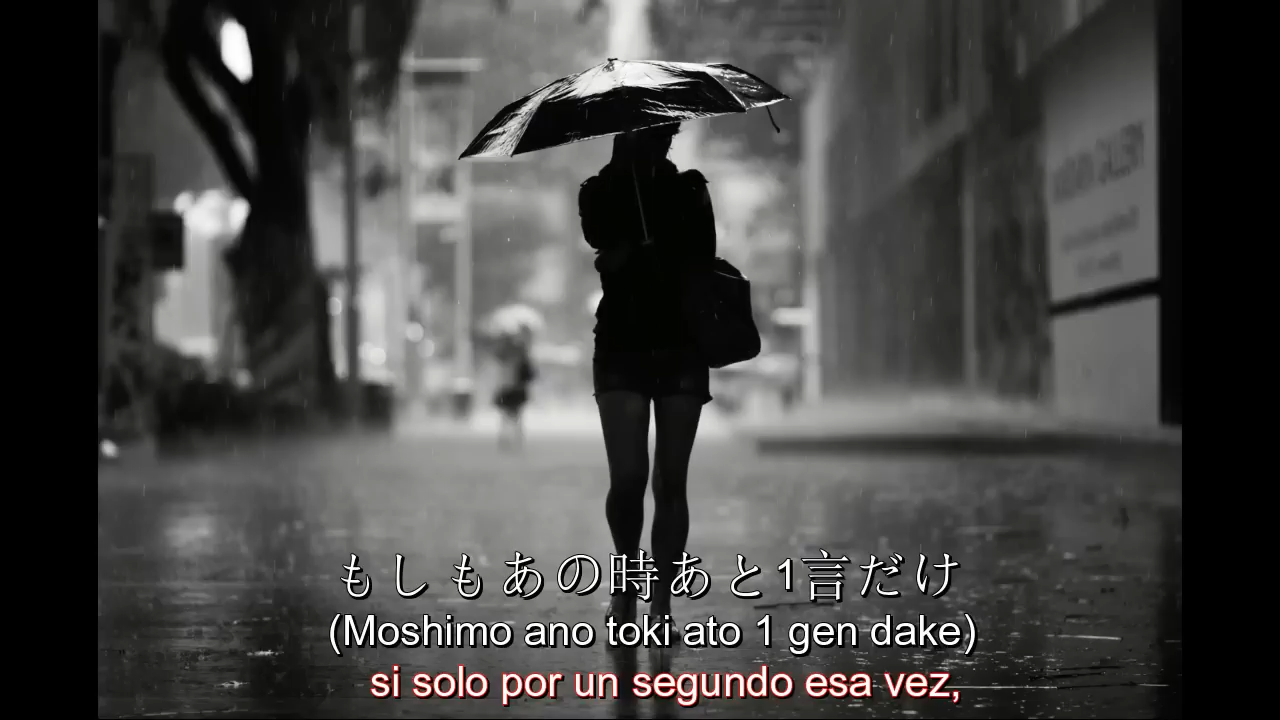 もしもあの時あと1言だけ
(Moshimo ano toki ato 1 gen dake)
si solo por un segundo esa vez,